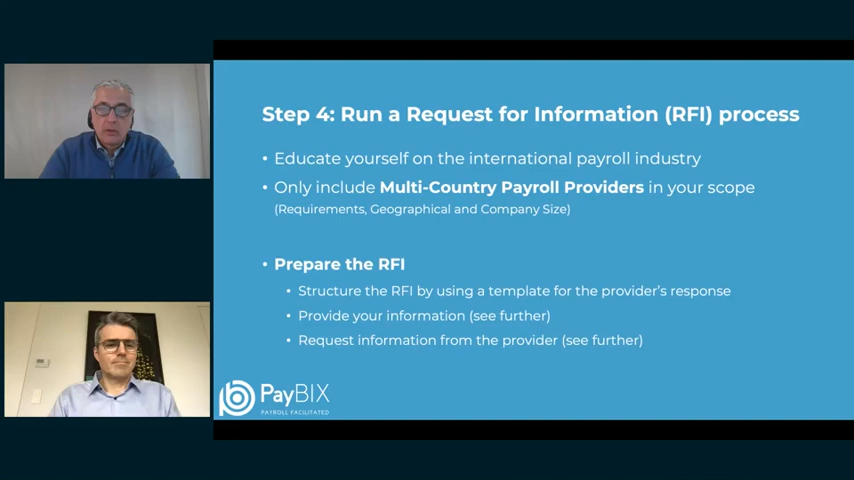 Step 4: Run a Request for Information (RFI) process
• Educate yourself on the international payroll industry
• Only include Multi-Country Payroll Providers in your scope
(Requirements, Geographical and Company Size)
• Prepare the RFI
• Structure the RFI by using a template for the provider's response
• Provide your information (see further)
• Request information from the provider (see further)
PayBIX
PAYROLL FACILITATED